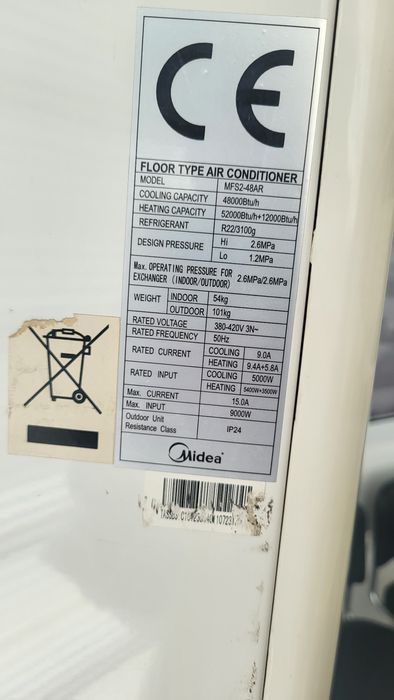 CE
FLOOR TYPE AIR CONDITIONER
MODEL MFS2-48AR
COOLING CAPACITY 48000Btu/h
HEATING CAPACITY 52000Btu/h+12000Btu/h
REFRIGERANT R22/3100g
DESIGN PRESSURE Hi 2.6MPa
Lo 1.2MPa
Max. OPERATING PRESSURE FOR
EXCHANGER (INDOOR/OUTDOOR) 2.6MPa/2.6MPa
WEIGHT INDOOR 54kg
OUTDOOR 101kg
RATED VOLTAGE 380-420V 3N~
RATED FREQUENCY 50Hz
RATED CURRENT COOLING 9.0A
HEATING 9.4A+5.8A
RATED INPUT COOLING 5000W
HEATING 5400W+3500W
Max. CURRENT 15.0A
Max. INPUT 9000W
Outdoor Unit
Resistance Class IP24
Midea